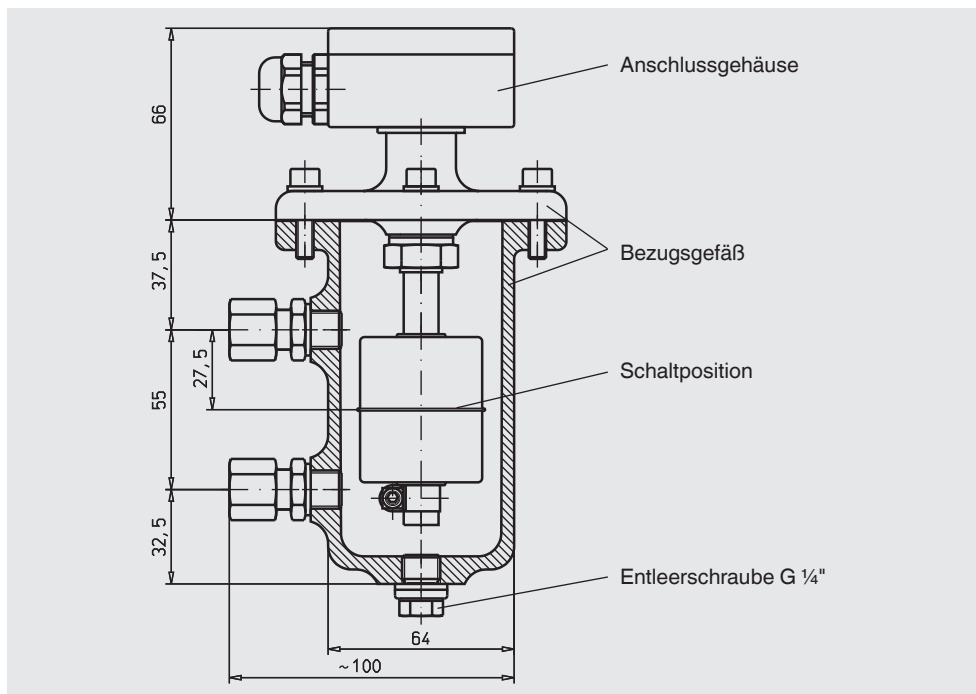 Anschlussgehäuse
66
Bezugsgefäß
37,5
27,5
Schaltposition
55
32,5
Entleerschraube G ¼"
64
~100